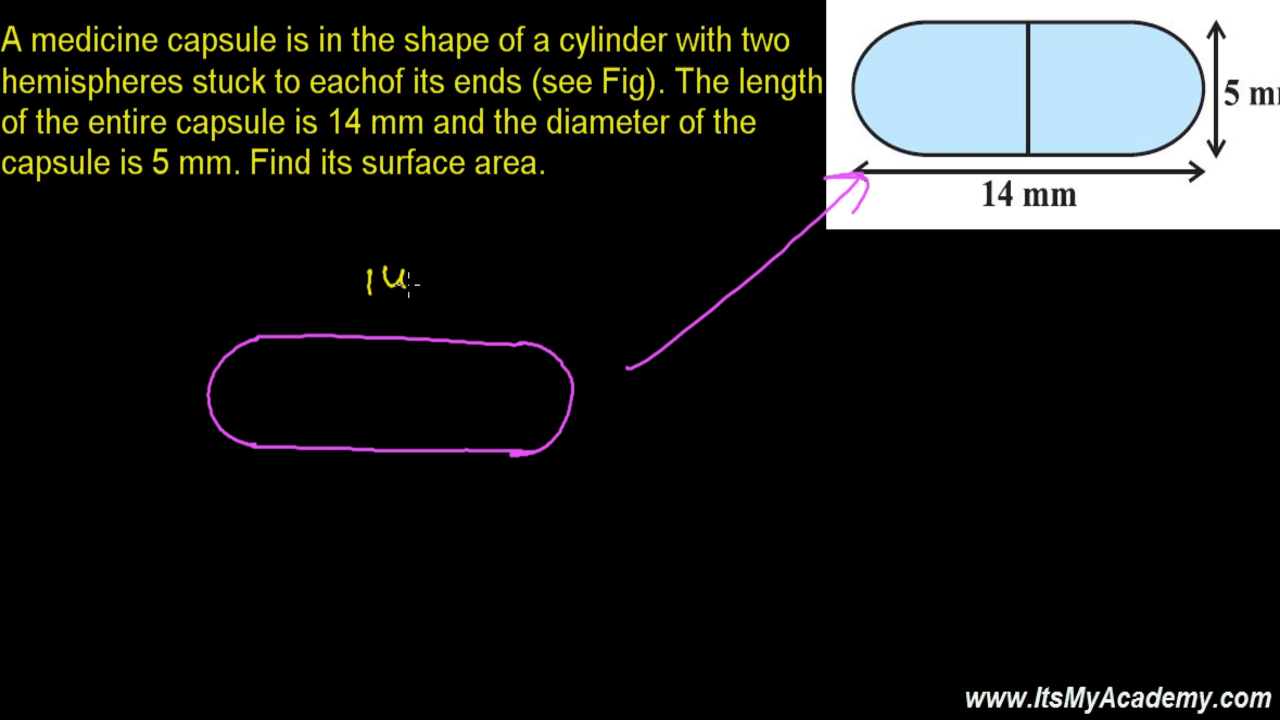 A medicine capsule is in the shape of a cylinder with two
hemispheres stuck to eachof its ends (see Fig). The length
of the entire capsule is 14 mm and the diameter of the
capsule is 5 mm. Find its surface area.
5 m
14 mm
14
www.ItsMyAcademy.com